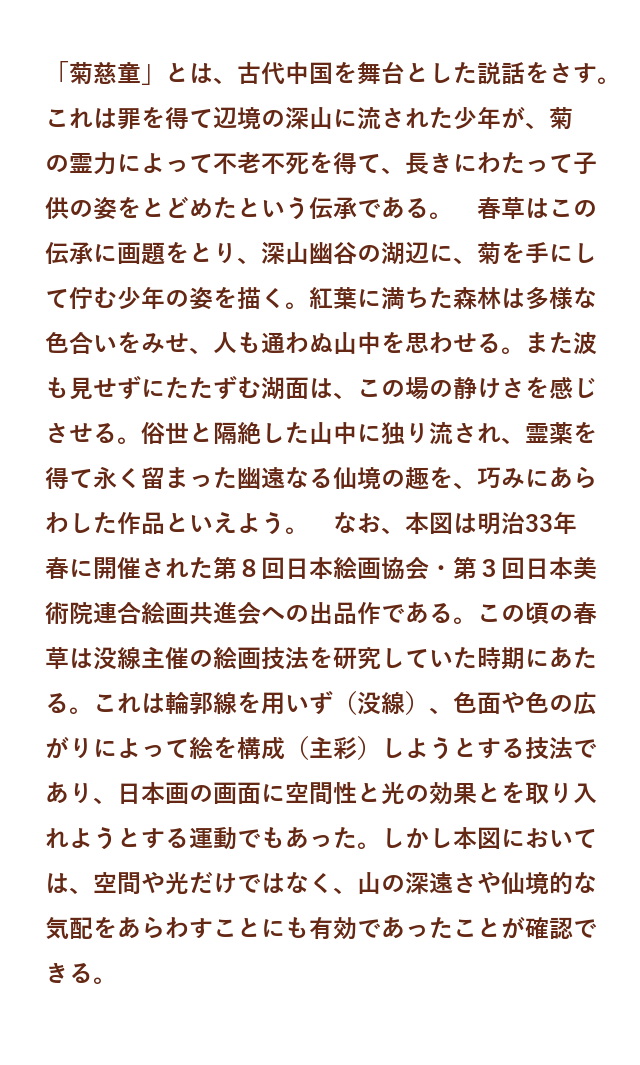 「菊慈童」とは、古代中国を舞台とした説話をさす。
これは罪を得て辺境の深山に流された少年が、菊
の霊力によって不老不死を得て、長きにわたって子
供の姿をとどめたという伝承である。　春草はこの
伝承に画題をとり、深山幽谷の湖辺に、菊を手にし
て佇む少年の姿を描く。紅葉に満ちた森林は多様な
色合いをみせ、人も通わぬ山中を思わせる。また波
も見せずにたたずむ湖面は、この場の静けさを感じ
させる。俗世と隔絶した山中に独り流され、霊薬を
得て永く留まった幽遠なる仙境の趣を、巧みにあら
わした作品といえよう。　なお、本図は明治33年
春に開催された第８回日本絵画協会・第３回日本美
術院連合絵画共進会への出品作である。この頃の春
草は没線主催の絵画技法を研究していた時期にあた
る。これは輪郭線を用いず（没線）、色面や色の広
がりによって絵を構成（主彩）しようとする技法で
あり、日本画の画面に空間性と光の効果とを取り入
れようとする運動でもあった。しかし本図において
は、空間や光だけではなく、山の深遠さや仙境的な
気配をあらわすことにも有効であったことが確認で
きる。